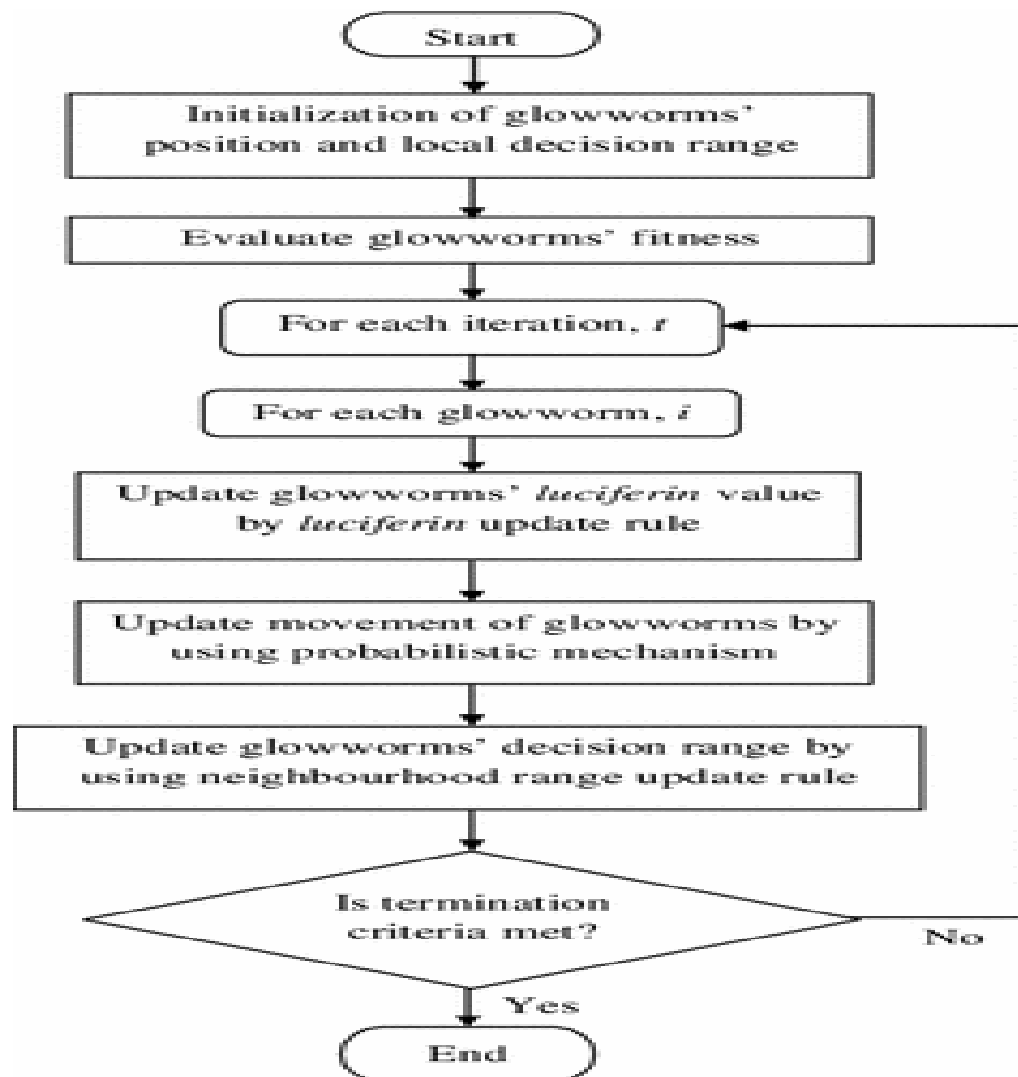 Start
Initialization of glowworms'
position and local decision range
Evaluate glowworms' fitness
For each iteration, t
For each glowworm, i
Update glowworms' luciferin value
by luciferin update rule
Update movement of glowworms by
using probabilistic mechanism
Update glowworms' decision range by
using neighbourhood range update rule
Is termination
criteria met?
No
Yes
End